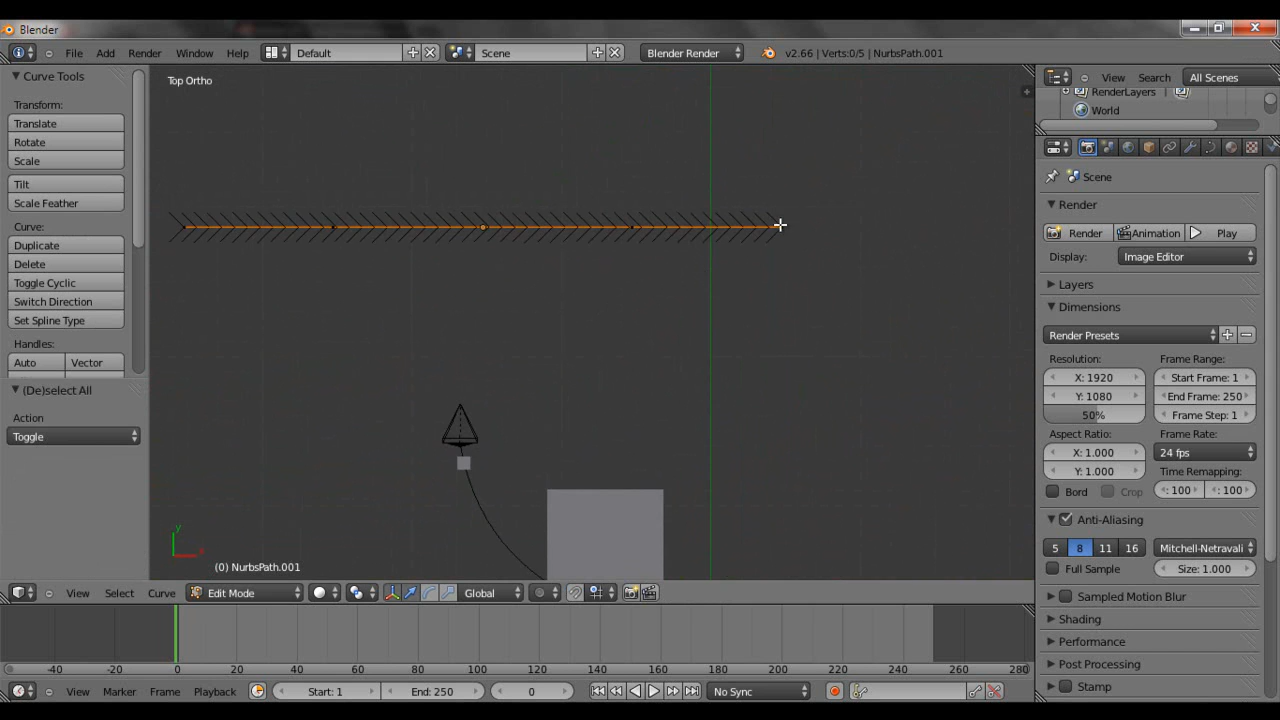 Blender
File Add Render Window Help Default Scene Blender Render v2.66 | Verts:0/5 | NurbsPath.001
Curve Tools
Transform:
Translate
Rotate
Scale
Tilt
Scale Feather
Curve:
Duplicate
Delete
Toggle Cyclic
Switch Direction
Set Spline Type
Handles:
Auto Vector
(De)select All
Action
Toggle
Top Ortho
y
x
(0) NurbsPath.001
View Select Curve Edit Mode Global
-40 -20 0 20 40 60 80 100 120 140 160 180 200 220 240 260 280
View Marker Frame Playback Start: 1 End: 250 0 No Sync
View Search All Scenes
RenderLayers
World
Scene
Render
Render Animation Play
Display: Image Editor
Layers
Dimensions
Render Presets
Resolution: Frame Range:
X: 1920 Start Frame: 1
Y: 1080 End Frame: 250
50% Frame Step: 1
Aspect Ratio: Frame Rate:
X: 1.000 24 fps
Y: 1.000 Time Remapping:
Bord Crop : 100 : 100
Anti-Aliasing
5 8 11 16 Mitchell-Netravali
Full Sample Size: 1.000
Sampled Motion Blur
Shading
Performance
Post Processing
Stamp